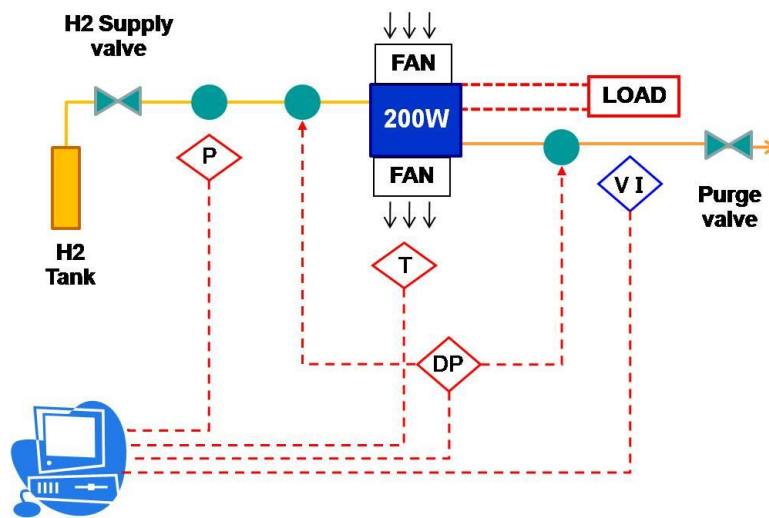 H2 Supply
valve
FAN
LOAD
200W
P
FAN
V I
Purge
valve
H2
Tank
T
DP